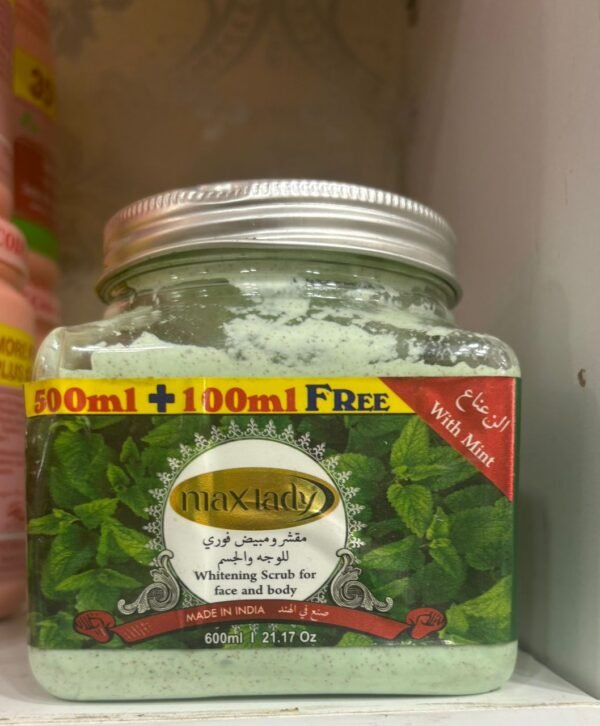 500ml + 100ml FREE
النعناع
With Mint
max-lady
مقشر ومبيض فوري
للوجه والجسم
Whitening Scrub for
face and body
MADE IN INDIA صنع في الهند
600ml | 21.17 Oz